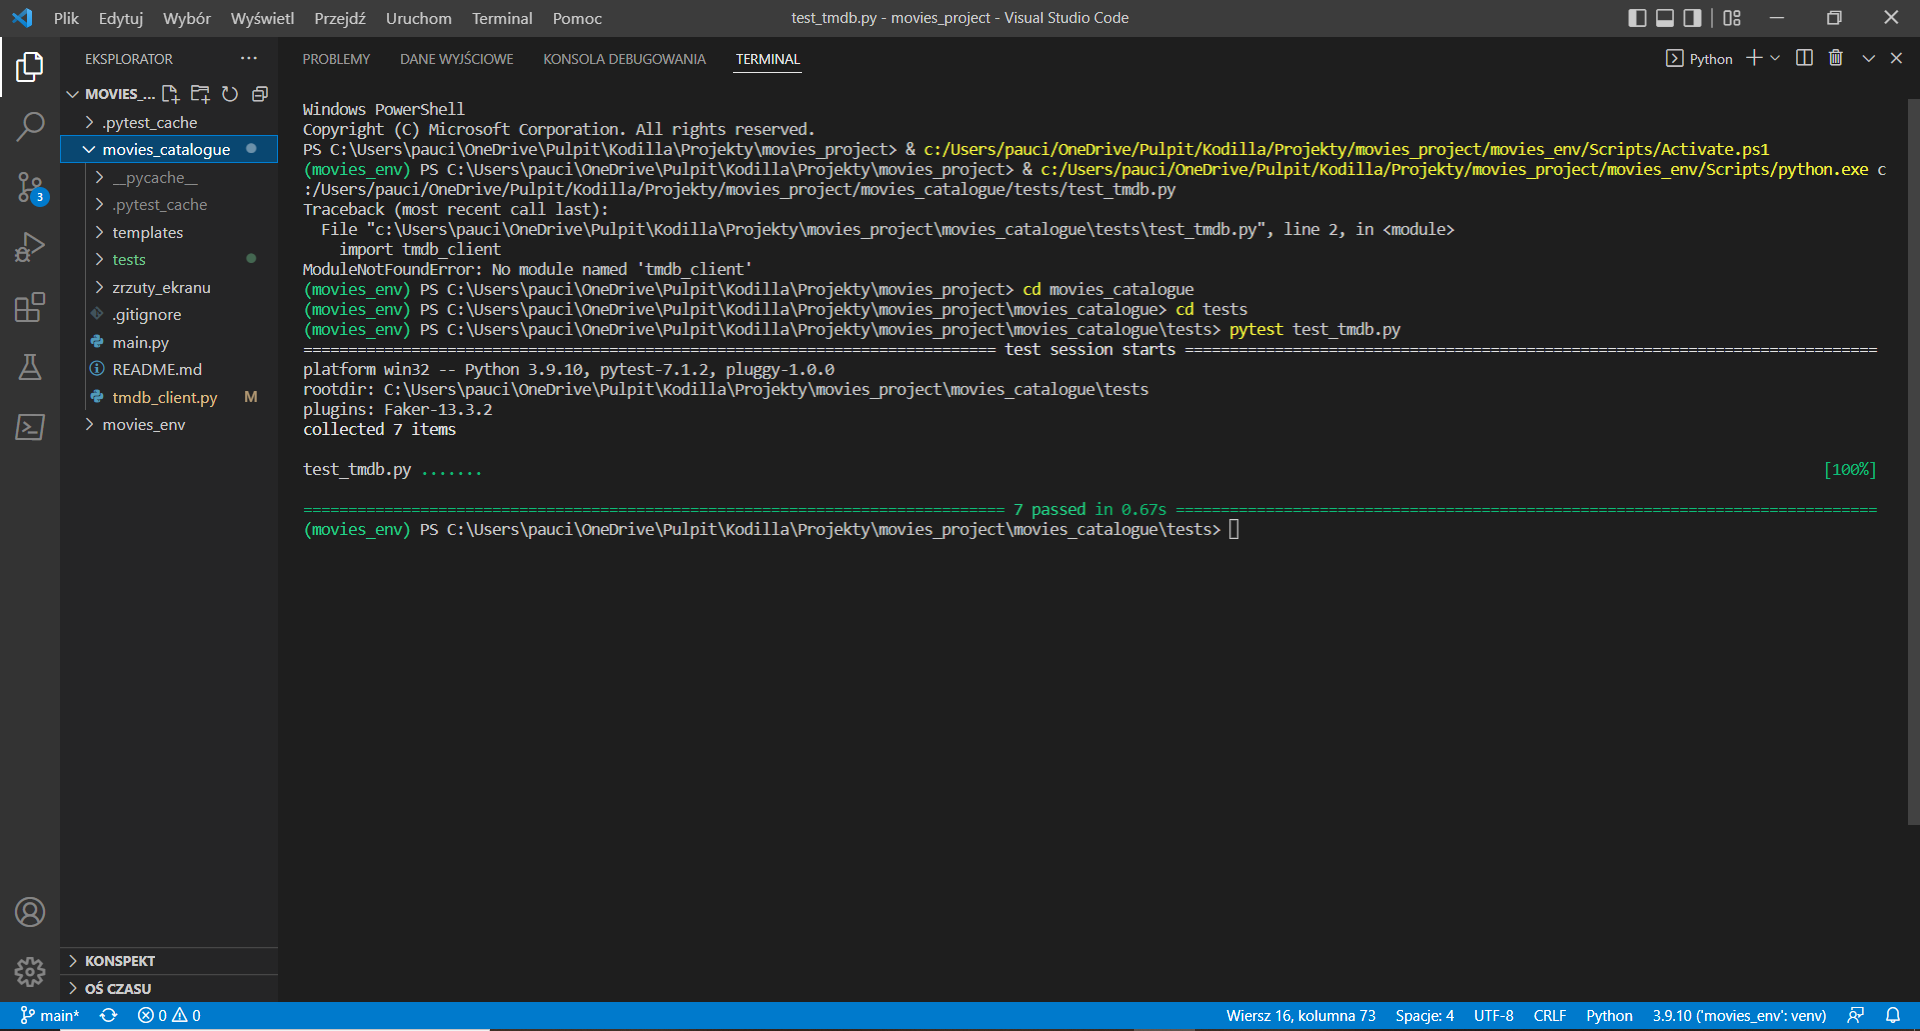 Plik Edytuj Wybór Wyświetl Przejdź Uruchom Terminal Pomoc
test_tmdb.py - movies_project - Visual Studio Code
EKSPLORATOR
MOVIES_...
.pytest_cache
movies_catalogue
__pycache__
.pytest_cache
templates
tests
zrzuty_ekranu
.gitignore
main.py
README.md
tmdb_client.py M
movies_env
3
KONSPEKT
OŚ CZASU
PROBLEMY DANE WYJŚCIOWE KONSOLA DEBUGOWANIA TERMINAL
Python
Windows PowerShell
Copyright (C) Microsoft Corporation. All rights reserved.
PS C:\Users\pauci\OneDrive\Pulpit\Kodilla\Projekty\movies_project> & c:/Users/pauci/OneDrive/Pulpit/Kodilla/Projekty/movies_project/movies_env/Scripts/Activate.ps1
(movies_env) PS C:\Users\pauci\OneDrive\Pulpit\Kodilla\Projekty\movies_project> & c:/Users/pauci/OneDrive/Pulpit/Kodilla/Projekty/movies_project/movies_env/Scripts/python.exe c
:/Users/pauci/OneDrive/Pulpit/Kodilla/Projekty/movies_project/movies_catalogue/tests/test_tmdb.py
Traceback (most recent call last):
File "c:\Users\pauci\OneDrive\Pulpit\Kodilla\Projekty\movies_project\movies_catalogue\tests\test_tmdb.py", line 2, in <module>
import tmdb_client
ModuleNotFoundError: No module named 'tmdb_client'
(movies_env) PS C:\Users\pauci\OneDrive\Pulpit\Kodilla\Projekty\movies_project> cd movies_catalogue
(movies_env) PS C:\Users\pauci\OneDrive\Pulpit\Kodilla\Projekty\movies_project\movies_catalogue> cd tests
(movies_env) PS C:\Users\pauci\OneDrive\Pulpit\Kodilla\Projekty\movies_project\movies_catalogue\tests> pytest test_tmdb.py
============================================================================= test session starts =============================================================================
platform win32 -- Python 3.9.10, pytest-7.1.2, pluggy-1.0.0
rootdir: C:\Users\pauci\OneDrive\Pulpit\Kodilla\Projekty\movies_project\movies_catalogue\tests
plugins: Faker-13.3.2
collected 7 items
test_tmdb.py ....... [100%]
============================================================================== 7 passed in 0.67s ==============================================================================
(movies_env) PS C:\Users\pauci\OneDrive\Pulpit\Kodilla\Projekty\movies_project\movies_catalogue\tests>
main* 0 0 Wiersz 16, kolumna 73 Spacje: 4 UTF-8 CRLF Python 3.9.10 ('movies_env': venv)